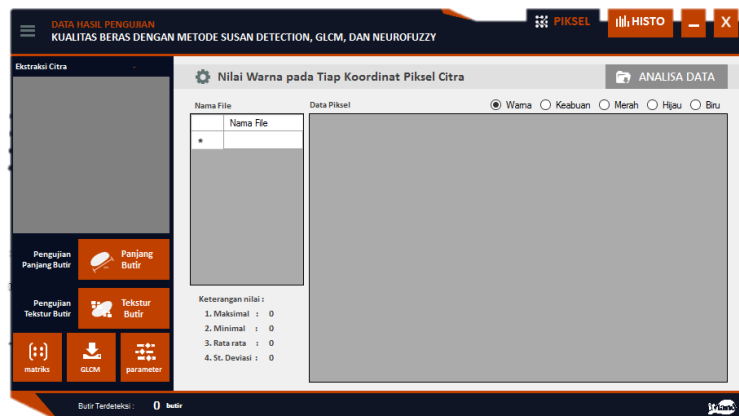 DATA HASIL PENGUJIAN
KUALITAS BERAS DENGAN METODE SUSAN DETECTION, GLCM, DAN NEUROFUZZY
PIKSEL
HISTO
X
Ekstraksi Citra
-
Nilai Warna pada Tiap Koordinat Piksel Citra
ANALISA DATA
Nama File
Data Piksel
Warna
Keabuan
Merah
Hijau
Biru
Nama File
*
Pengujian
Panjang Butir
Panjang
Butir
Pengujian
Tekstur Butir
Tekstur
Butir
matriks
GLCM
parameter
Keterangan nilai :
1. Maksimal : 0
2. Minimal : 0
3. Rata rata : 0
4. St. Deviasi : 0
Butir Terdeteksi : 0 butir